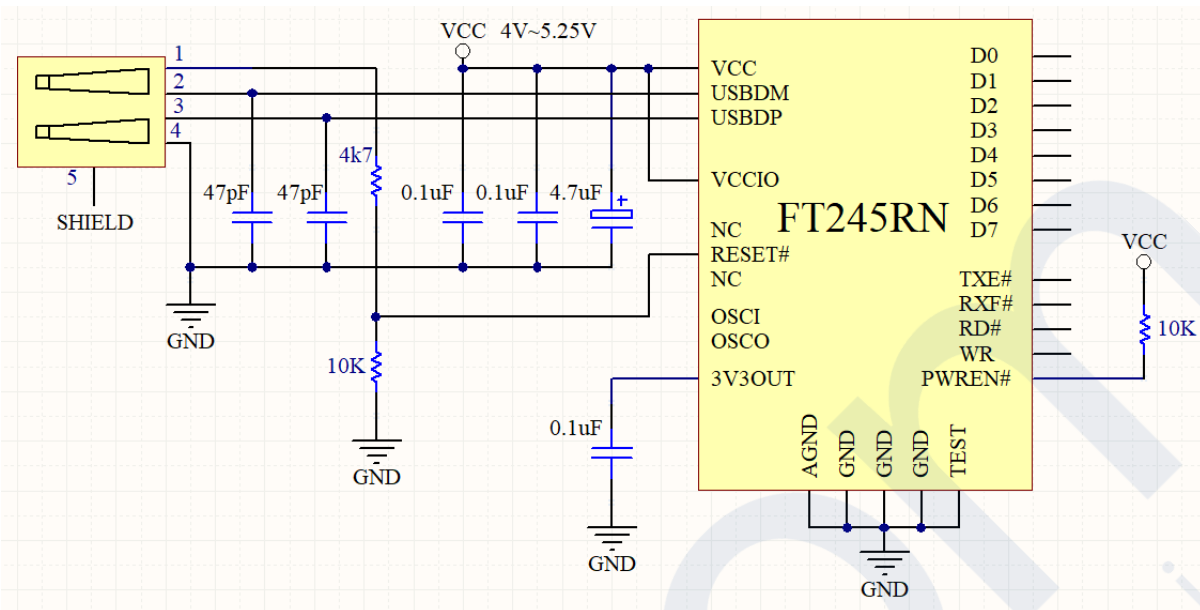 VCC 4V~5.25V
1
2
3
4
5
SHIELD
47pF
47pF
4k7
0.1uF
0.1uF
4.7uF
GND
10K
GND
0.1uF
GND
VCC
USBDM
USBDP
VCCIO
NC
RESET#
NC
OSCI
OSCO
3V3OUT
FT245RN
D0
D1
D2
D3
D4
D5
D6
D7
TXE#
RXF#
RD#
WR
PWREN#
AGND
GND
GND
GND
TEST
GND
VCC
10K